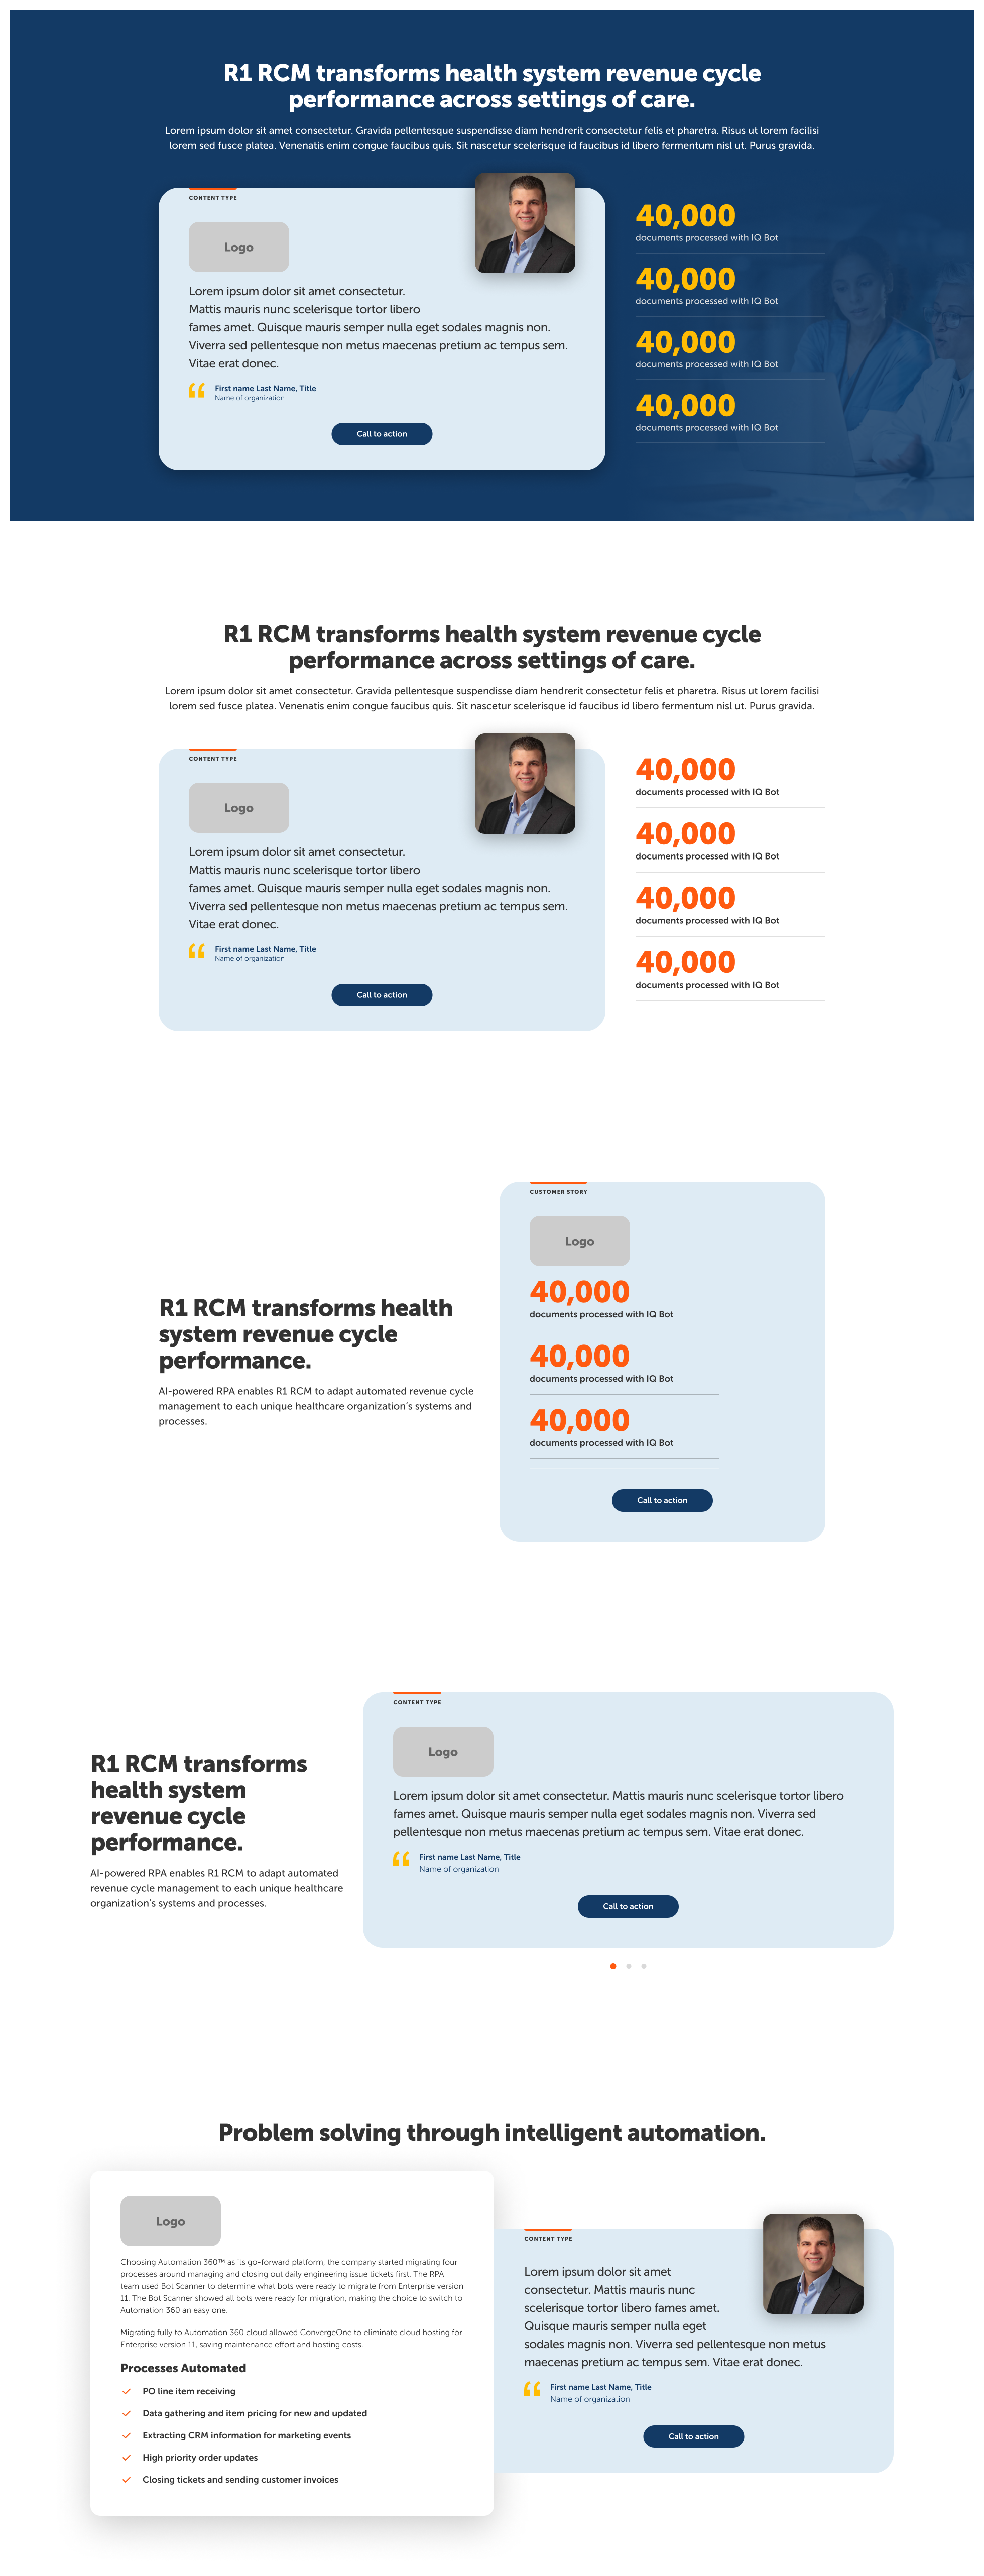 R1 RCM transforms health system revenue cycle
performance across settings of care.
Lorem ipsum dolor sit amet consectetur. Gravida pellentesque suspendisse diam hendrerit consectetur felis et pharetra. Risus ut lorem facilisi
lorem sed fusce platea. Venenatis enim congue faucibus quis. Sit nascetur scelerisque id faucibus id libero fermentum nisl ut. Purus gravida.
CONTENT TYPE
Logo
Lorem ipsum dolor sit amet consectetur.
Mattis mauris nunc scelerisque tortor libero
fames amet. Quisque mauris semper nulla eget sodales magnis non.
Viverra sed pellentesque non metus maecenas pretium ac tempus sem.
Vitae erat donec.
First name Last Name, Title
Name of organization
Call to action
40,000
documents processed with IQ Bot
40,000
documents processed with IQ Bot
40,000
documents processed with IQ Bot
40,000
documents processed with IQ Bot
R1 RCM transforms health system revenue cycle
performance across settings of care.
Lorem ipsum dolor sit amet consectetur. Gravida pellentesque suspendisse diam hendrerit consectetur felis et pharetra. Risus ut lorem facilisi
lorem sed fusce platea. Venenatis enim congue faucibus quis. Sit nascetur scelerisque id faucibus id libero fermentum nisl ut. Purus gravida.
CONTENT TYPE
Logo
Lorem ipsum dolor sit amet consectetur.
Mattis mauris nunc scelerisque tortor libero
fames amet. Quisque mauris semper nulla eget sodales magnis non.
Viverra sed pellentesque non metus maecenas pretium ac tempus sem.
Vitae erat donec.
First name Last Name, Title
Name of organization
Call to action
40,000
documents processed with IQ Bot
40,000
documents processed with IQ Bot
40,000
documents processed with IQ Bot
40,000
documents processed with IQ Bot
R1 RCM transforms health
system revenue cycle
performance.
AI-powered RPA enables R1 RCM to adapt automated revenue cycle
management to each unique healthcare organization's systems and
processes.
CUSTOMER STORY
Logo
40,000
documents processed with IQ Bot
40,000
documents processed with IQ Bot
40,000
documents processed with IQ Bot
Call to action
R1 RCM transforms
health system
revenue cycle
performance.
AI-powered RPA enables R1 RCM to adapt automated
revenue cycle management to each unique healthcare
organization's systems and processes.
CONTENT TYPE
Logo
Lorem ipsum dolor sit amet consectetur. Mattis mauris nunc scelerisque tortor libero
fames amet. Quisque mauris semper nulla eget sodales magnis non. Viverra sed
pellentesque non metus maecenas pretium ac tempus sem. Vitae erat donec.
First name Last Name, Title
Name of organization
Call to action
Problem solving through intelligent automation.
Logo
Choosing Automation 360™ as its go-forward platform, the company started migrating four
processes around managing and closing out daily engineering issue tickets first. The RPA
team used Bot Scanner to determine what bots were ready to migrate from Enterprise version
11. The Bot Scanner showed all bots were ready for migration, making the choice to switch to
Automation 360 an easy one.
Migrating fully to Automation 360 cloud allowed ConvergeOne to eliminate cloud hosting for
Enterprise version 11, saving maintenance effort and hosting costs.
Processes Automated
PO line item receiving
Data gathering and item pricing for new and updated
Extracting CRM information for marketing events
High priority order updates
Closing tickets and sending customer invoices
CONTENT TYPE
Lorem ipsum dolor sit amet
consectetur. Mattis mauris nunc
scelerisque tortor libero fames amet.
Quisque mauris semper nulla eget
sodales magnis non. Viverra sed pellentesque non metus
maecenas pretium ac tempus sem. Vitae erat donec.
First name Last Name, Title
Name of organization
Call to action